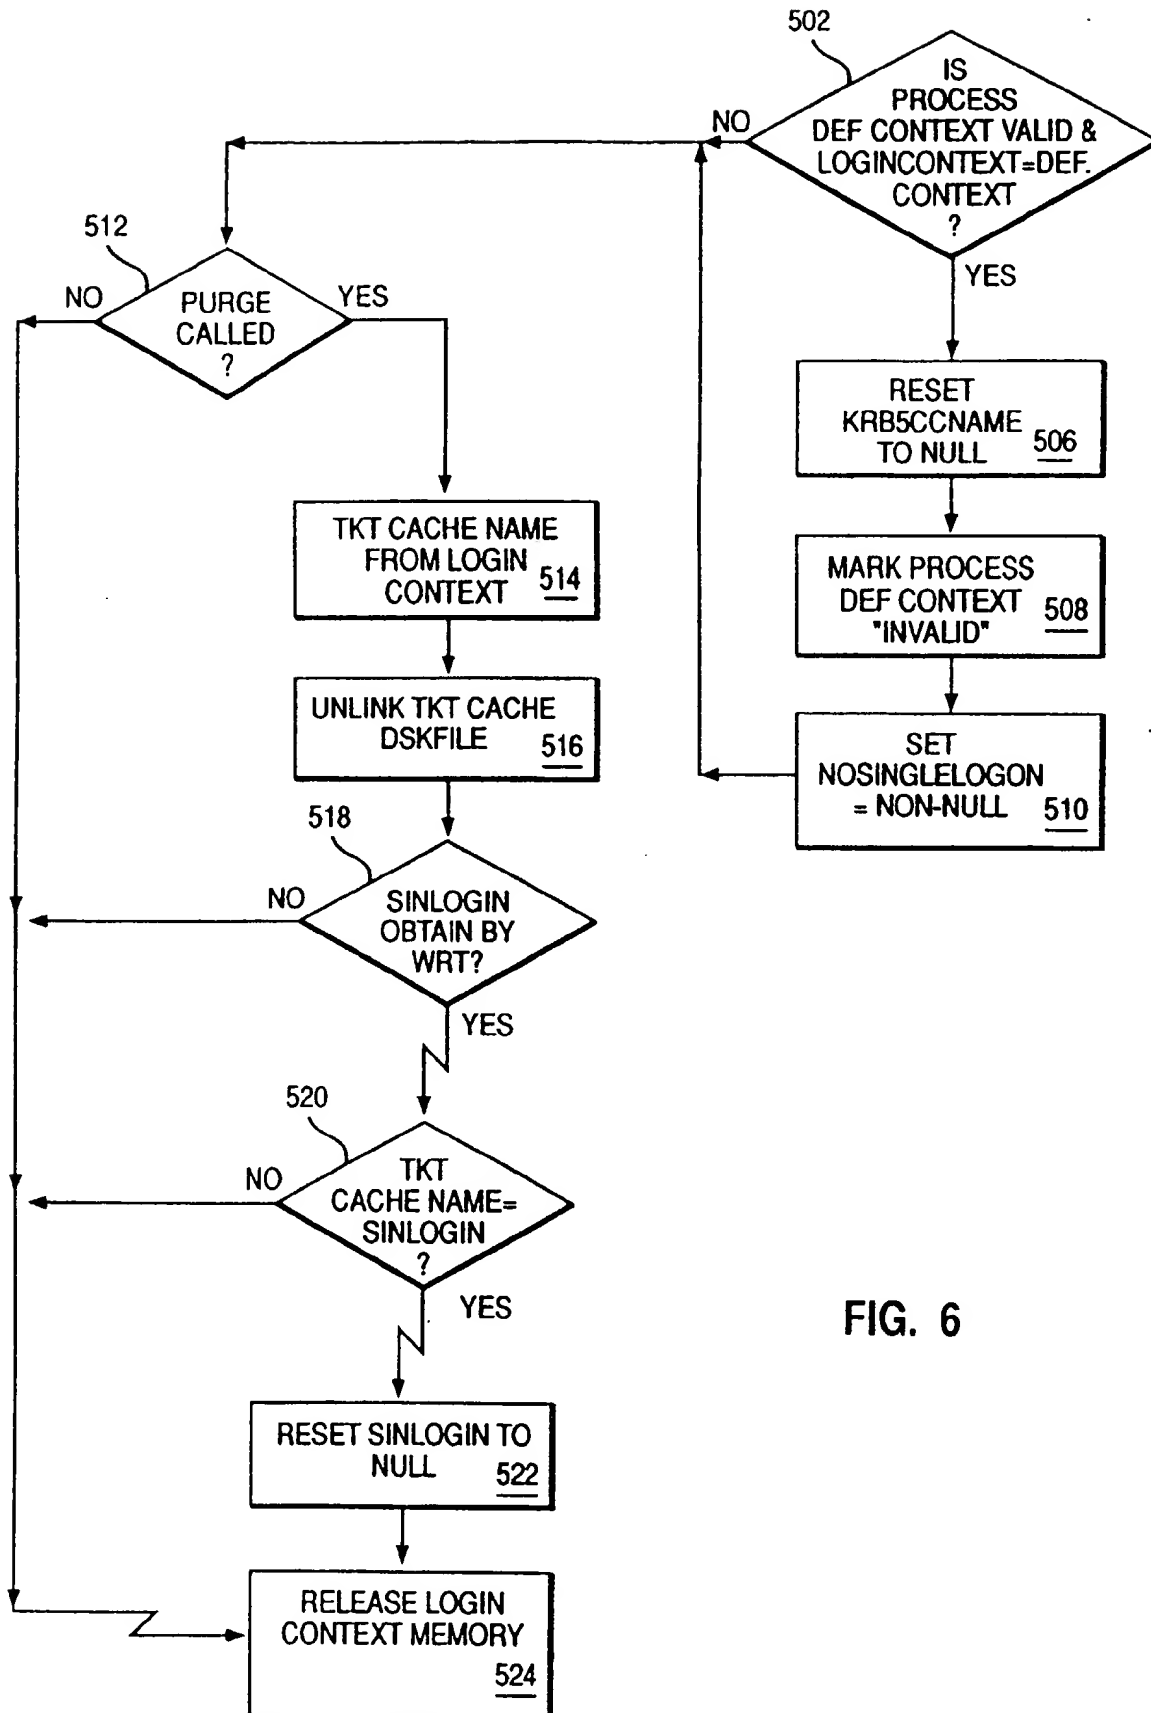 502
IS
PROCESS
DEF CONTEXT VALID &
LOGINCONTEXT=DEF.
CONTEXT
?
NO
YES
RESET
KRB5CCNAME
TO NULL
506
MARK PROCESS
DEF CONTEXT
"INVALID"
508
SET
NOSINGLELOGON
= NON-NULL
510
512
PURGE
CALLED
?
NO
YES
TKT CACHE NAME
FROM LOGIN
CONTEXT
514
UNLINK TKT CACHE
DSKFILE
516
518
SINLOGIN
OBTAIN BY
WRT?
NO
YES
520
TKT
CACHE NAME=
SINLOGIN
?
NO
YES
RESET SINLOGIN TO
NULL
522
RELEASE LOGIN
CONTEXT MEMORY
524
FIG. 6